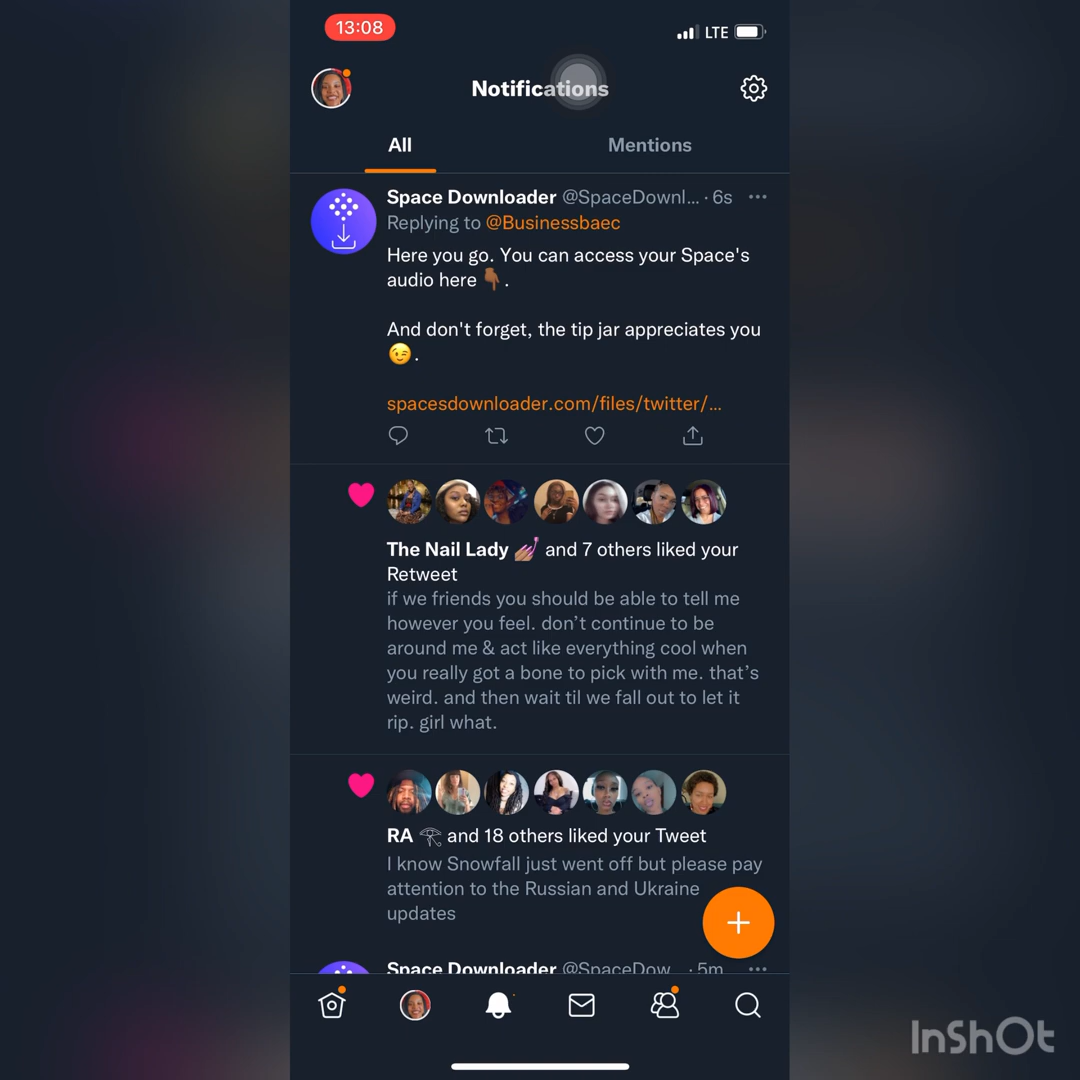 13:08
LTE
Notifications
All
Mentions
Space Downloader @SpaceDownl... · 6s
Replying to @Businessbaec
Here you go. You can access your Space's
audio here 👇🏾.
And don't forget, the tip jar appreciates you
😉.
spacesdownloader.com/files/twitter/...
The Nail Lady 💅🏽 and 7 others liked your
Retweet
if we friends you should be able to tell me
however you feel. don’t continue to be
around me & act like everything cool when
you really got a bone to pick with me. that’s
weird. and then wait til we fall out to let it
rip. girl what.
RA 𓂀 and 18 others liked your Tweet
I know Snowfall just went off but please pay
attention to the Russian and Ukraine
updates
Space Downloader @SpaceDow... · 5m
InShOt